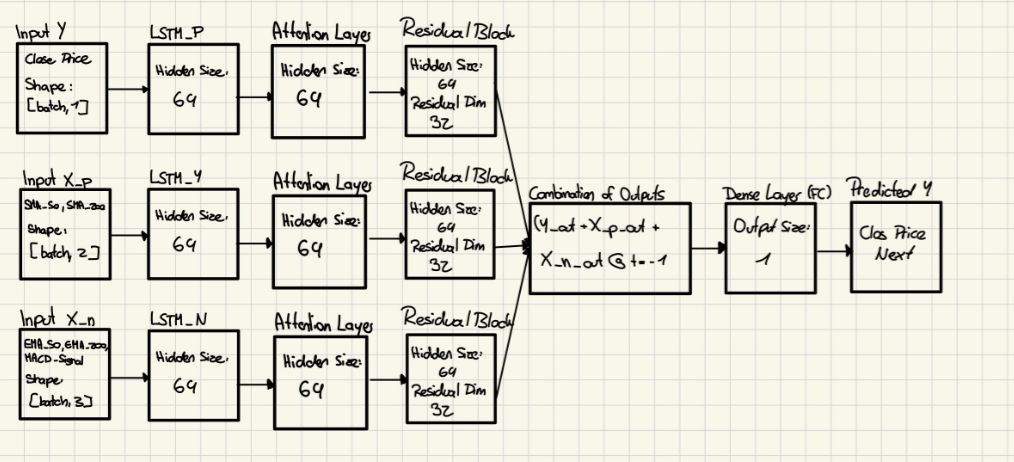 Input Y
Close Price
Shape:
[batch, 1]
LSTM_P
Hidden Size:
64
Attention Layer
Hidden Size:
64
Residual Block
Hidden Size:
64
Residual Dim
32
Input X_p
SMA_50, SMA_200
Shape:
[batch, 2]
LSTM_Y
Hidden Size:
64
Attention Layer
Hidden Size:
64
Residual Block
Hidden Size:
64
Residual Dim
32
Input X_n
EMA_50, EMA_200,
MACD_Signal
Shape:
[batch, 3]
LSTM_N
Hidden Size:
64
Attention Layer
Hidden Size:
64
Residual Block
Hidden Size:
64
Residual Dim
32
Combination of Outputs
(Y_out + X_p_out +
X_n_out @ t=-1
Dense Layer (FC)
Output Size:
1
Predicted Y
Clos Price
Next